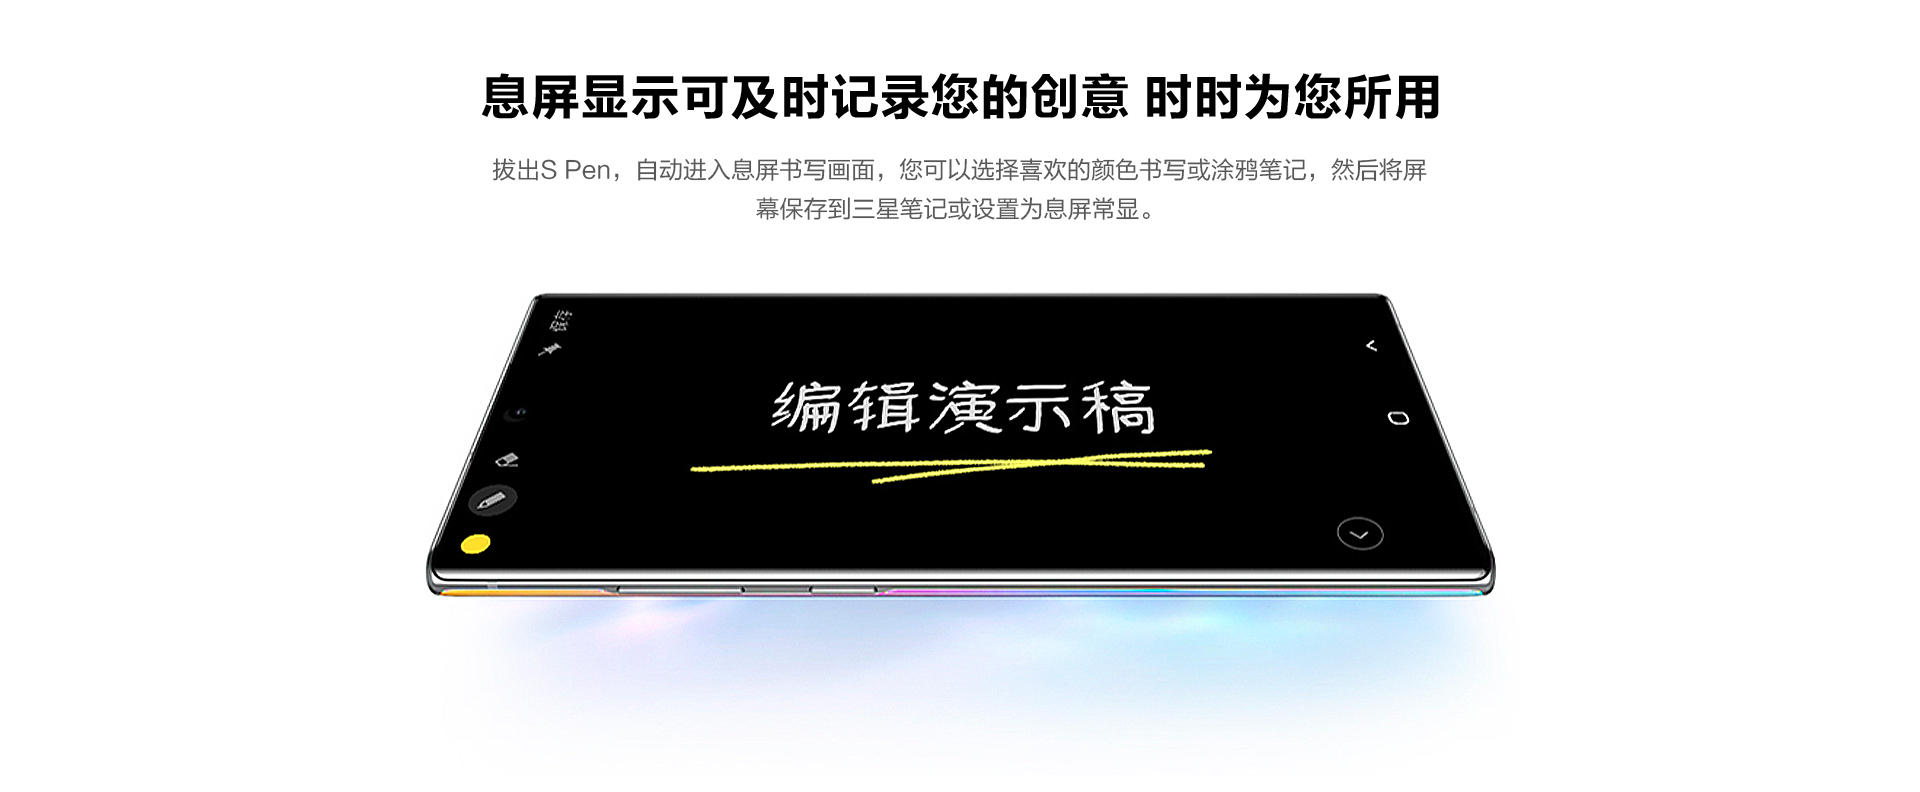 息屏显示可及时记录您的创意 时时为您所用
拔出S Pen，自动进入息屏书写画面，您可以选择喜欢的颜色书写或涂鸦笔记，然后将屏
幕保存到三星笔记或设置为息屏常显。
保存
编辑演示稿